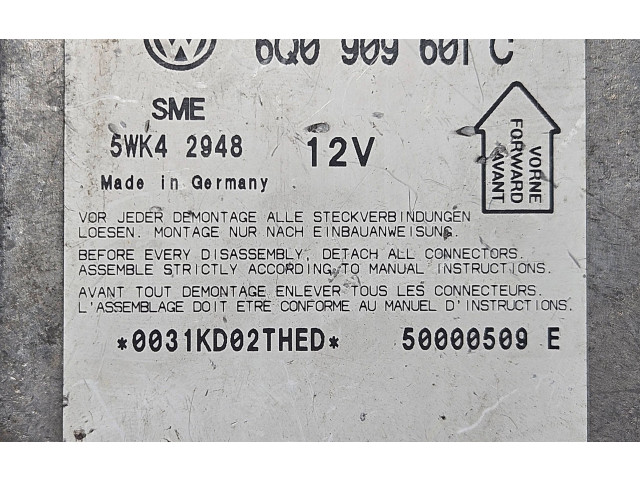 6Q0 909 601 C
SME
5WK4 2948
12V
Made in Germany
VORNE
FORWARD
AVANT
VOR JEDER DEMONTAGE ALLE STECKVERBINDUNGEN
LOESEN. MONTAGE NUR NACH EINBAUANWEISUNG.
BEFORE EVERY DISASSEMBLY, DETACH ALL CONNECTORS.
ASSEMBLE STRICTLY ACCORDING TO MANUAL INSTRUCTIONS.
AVANT TOUT DEMONTAGE ENLEVER TOUS LES CONNECTEURS.
L'ASSEMBLAGE DOIT ETRE CONFORME AU MANUEL D'INSTRUCTIONS.
*0031KD02THED* 50000509 E